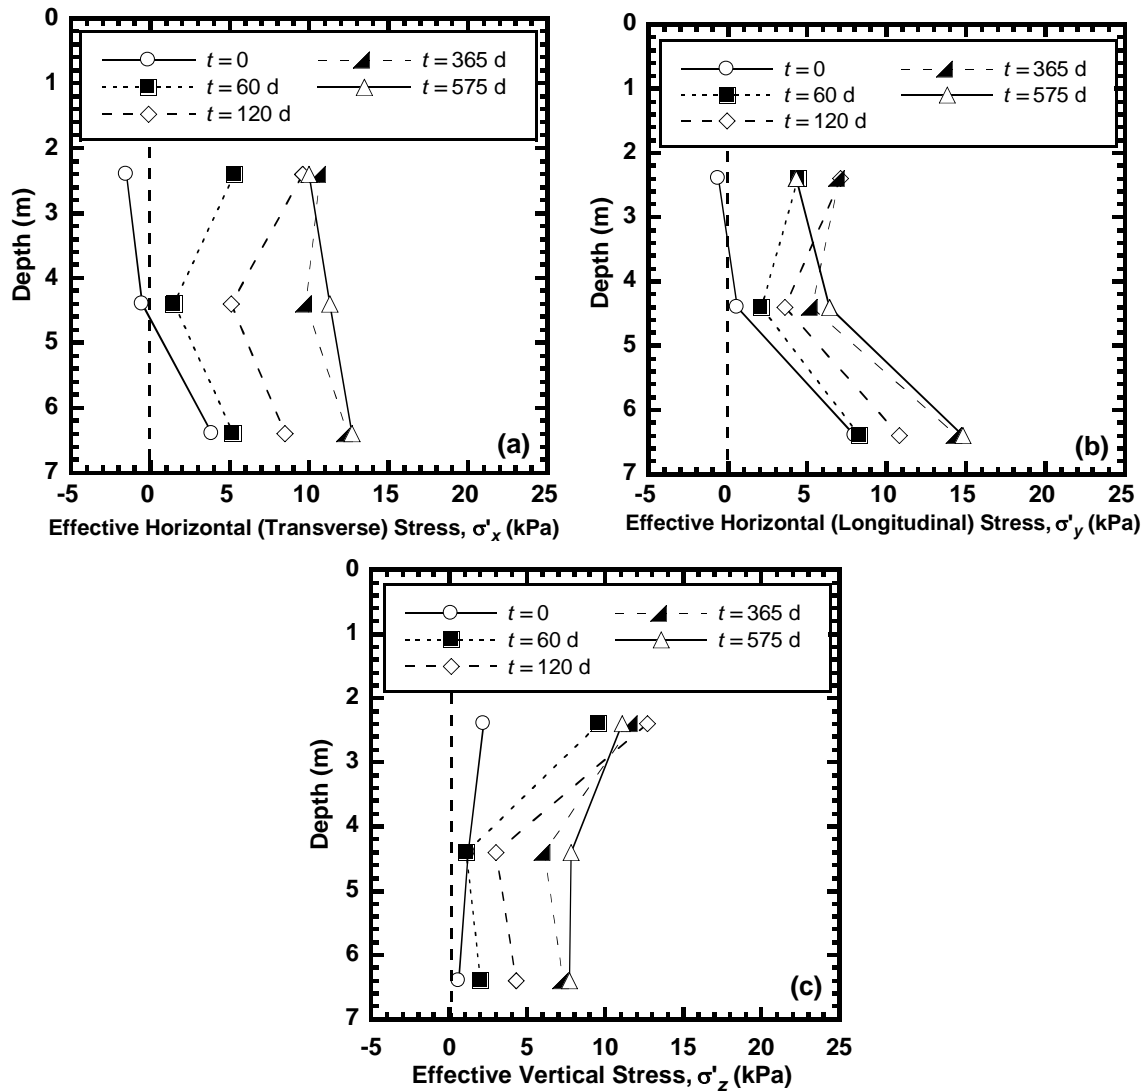 0
1
2
3
4
5
6
7
Depth (m)
t = 0
t = 60 d
t = 120 d
t = 365 d
t = 575 d
(a)
-5 0 5 10 15 20 25
Effective Horizontal (Transverse) Stress, σ'x (kPa)
0
1
2
3
4
5
6
7
Depth (m)
t = 0
t = 60 d
t = 120 d
t = 365 d
t = 575 d
(b)
-5 0 5 10 15 20 25
Effective Horizontal (Longitudinal) Stress, σ'y (kPa)
0
1
2
3
4
5
6
7
Depth (m)
t = 0
t = 60 d
t = 120 d
t = 365 d
t = 575 d
(c)
-5 0 5 10 15 20 25
Effective Vertical Stress, σ'z (kPa)